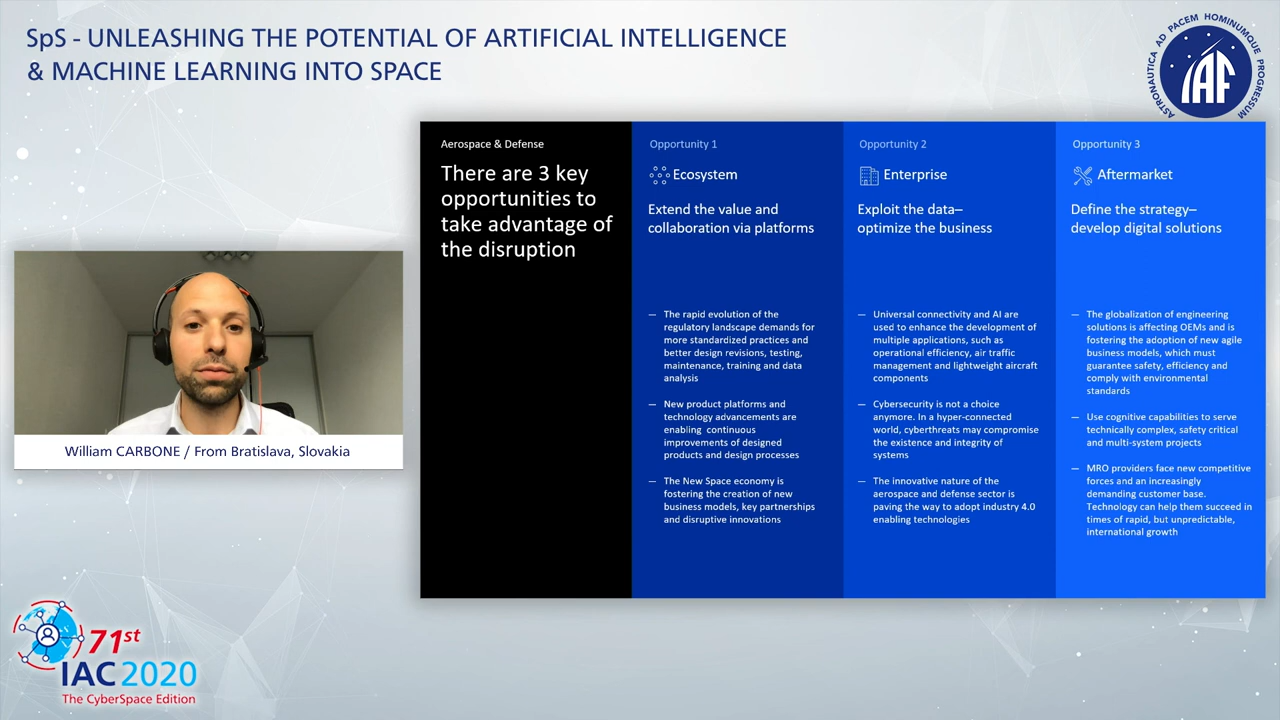 SpS - UNLEASHING THE POTENTIAL OF ARTIFICIAL INTELLIGENCE
& MACHINE LEARNING INTO SPACE
ASTRONAUTICA AD PACEM HOMINUMQUE PROGRESSUM
IAF
Aerospace & Defense
There are 3 key
opportunities to
take advantage of
the disruption
Opportunity 1
Ecosystem
Extend the value and
collaboration via platforms
— The rapid evolution of the
regulatory landscape demands for
more standardized practices and
better design revisions, testing,
maintenance, training and data
analysis
— New product platforms and
technology advancements are
enabling continuous
improvements of designed
products and design processes
— The New Space economy is
fostering the creation of new
business models, key partnerships
and disruptive innovations
Opportunity 2
Enterprise
Exploit the data–
optimize the business
— Universal connectivity and AI are
used to enhance the development of
multiple applications, such as
operational efficiency, air traffic
management and lightweight aircraft
components
— Cybersecurity is not a choice
anymore. In a hyper-connected
world, cyberthreats may compromise
the existence and integrity of
systems
— The innovative nature of the
aerospace and defense sector is
paving the way to adopt industry 4.0
enabling technologies
Opportunity 3
Aftermarket
Define the strategy–
develop digital solutions
— The globalization of engineering
solutions is affecting OEMs and is
fostering the adoption of new agile
business models, which must
guarantee safety, efficiency and
comply with environmental
standards
— Use cognitive capabilities to serve
technically complex, safety critical
and multi-system projects
— MRO providers face new competitive
forces and an increasingly
demanding customer base.
Technology can help them succeed in
times of rapid, but unpredictable,
international growth
William CARBONE / From Bratislava, Slovakia
71st
IAC 2020
The CyberSpace Edition